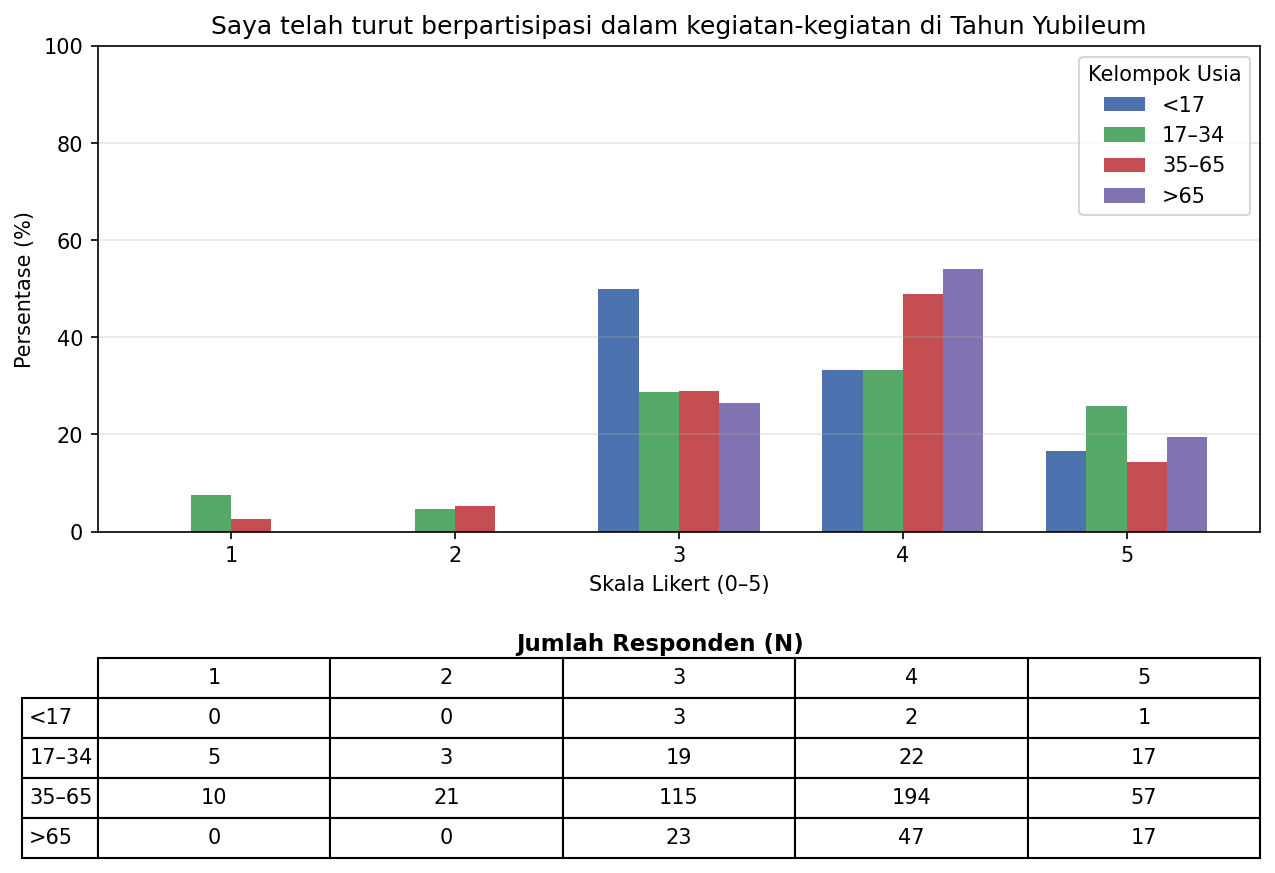 Saya telah turut berpartisipasi dalam kegiatan-kegiatan di Tahun Yubileum
Persentase (%)
100
80
60
40
20
0
Kelompok Usia
<17
17–34
35–65
>65
1 2 3 4 5
Skala Likert (0–5)
Jumlah Responden (N)
1 2 3 4 5
<17 0 0 3 2 1
17–34 5 3 19 22 17
35–65 10 21 115 194 57
>65 0 0 23 47 17